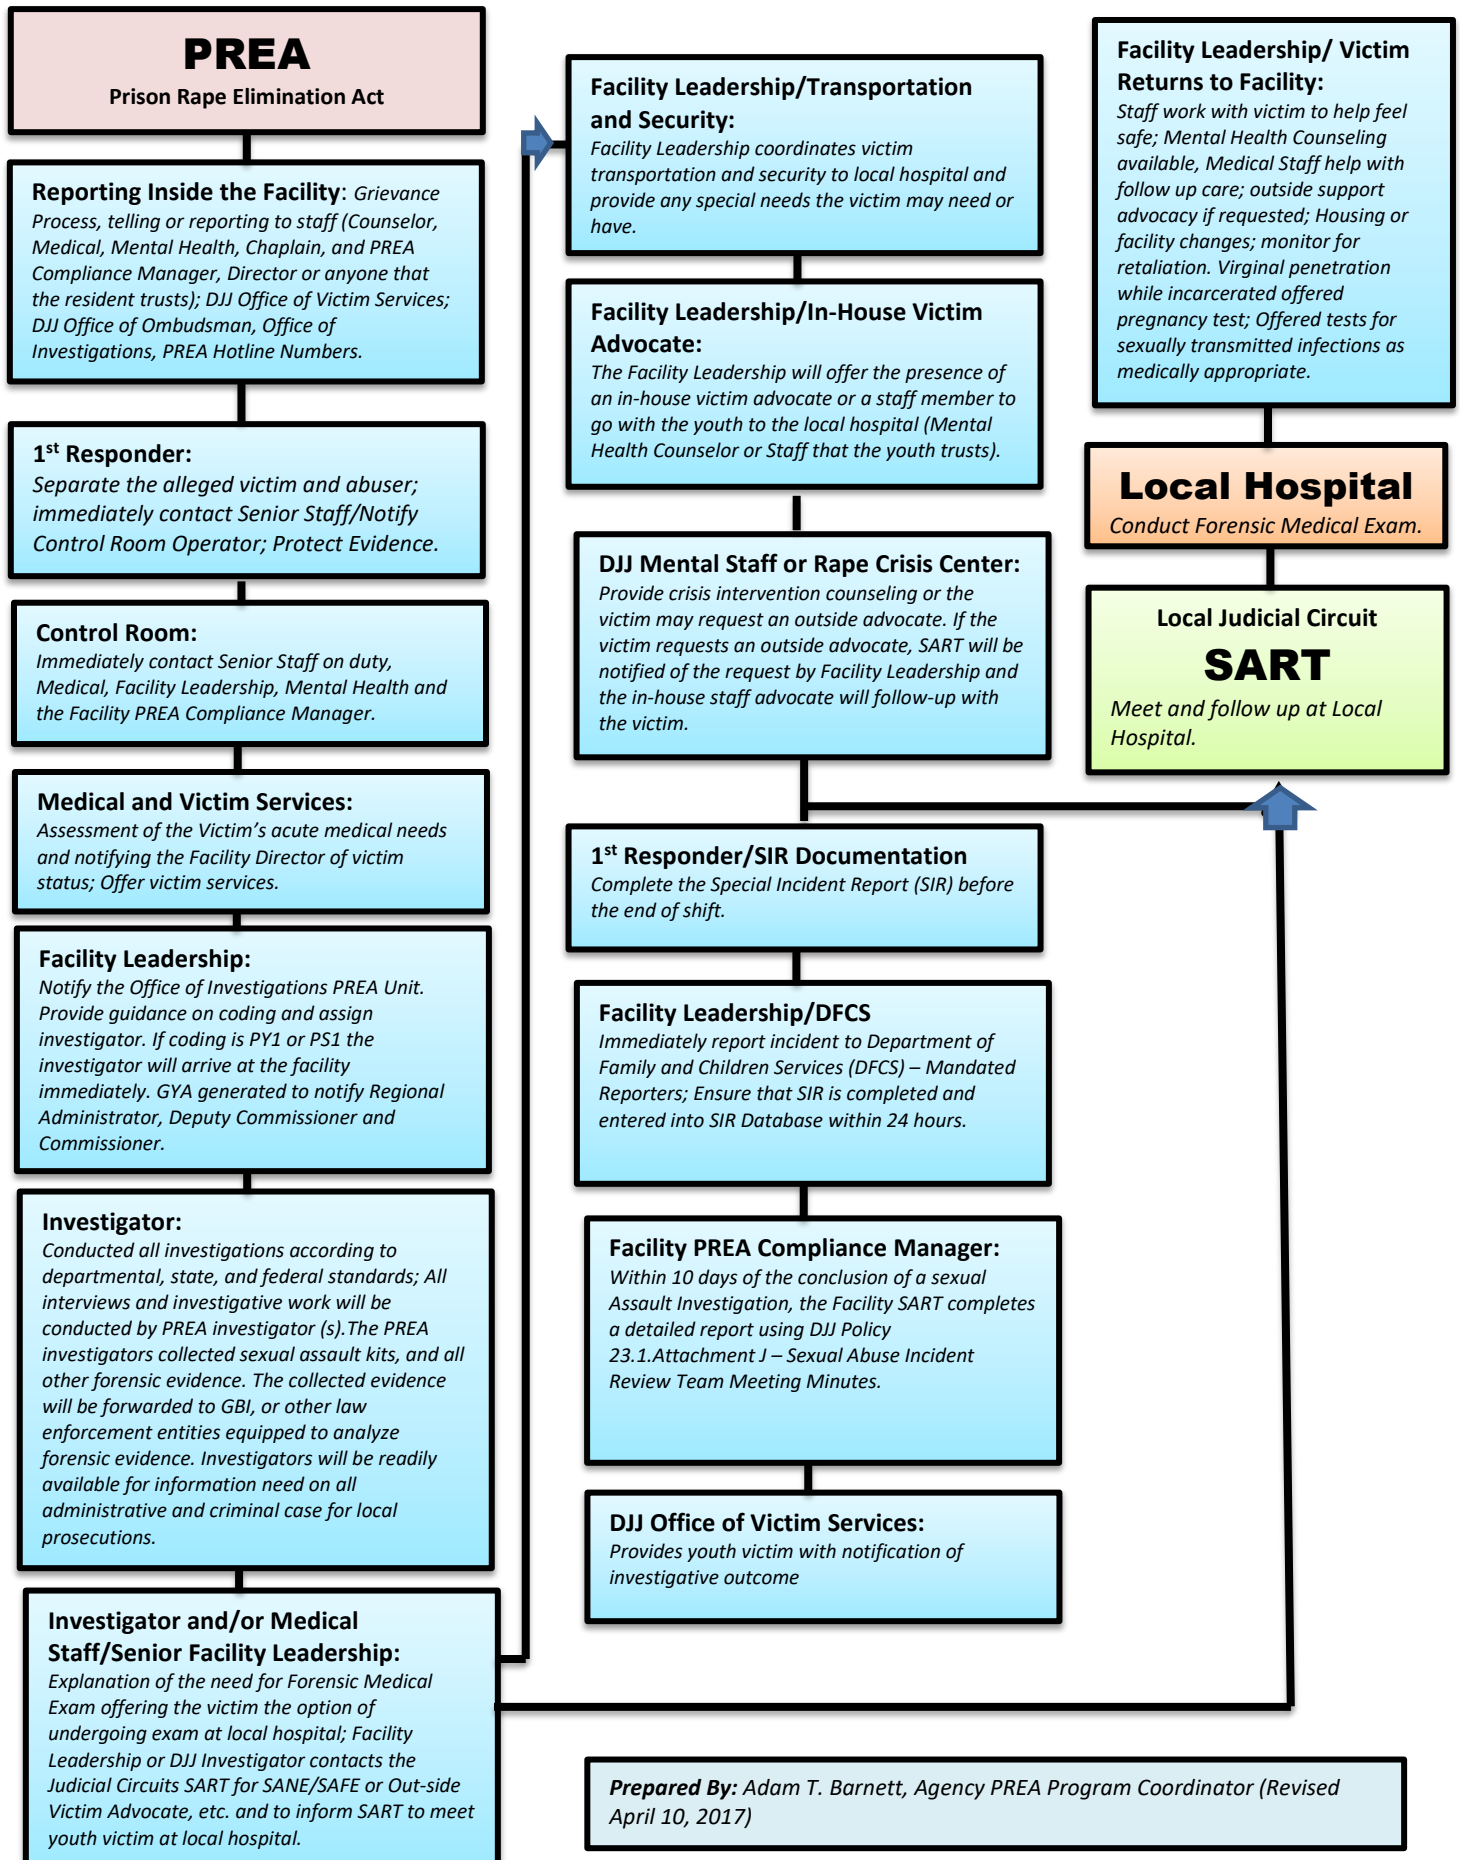 PREA
Prison Rape Elimination Act
Reporting Inside the Facility: Grievance
Process, telling or reporting to staff (Counselor,
Medical, Mental Health, Chaplain, and PREA
Compliance Manager, Director or anyone that
the resident trusts); DJJ Office of Victim Services;
DJJ Office of Ombudsman, Office of
Investigations, PREA Hotline Numbers.
1st Responder:
Separate the alleged victim and abuser;
immediately contact Senior Staff/Notify
Control Room Operator; Protect Evidence.
Control Room:
Immediately contact Senior Staff on duty,
Medical, Facility Leadership, Mental Health and
the Facility PREA Compliance Manager.
Medical and Victim Services:
Assessment of the Victim’s acute medical needs
and notifying the Facility Director of victim
status; Offer victim services.
Facility Leadership:
Notify the Office of Investigations PREA Unit.
Provide guidance on coding and assign
investigator. If coding is PY1 or PS1 the
investigator will arrive at the facility
immediately. GYA generated to notify Regional
Administrator, Deputy Commissioner and
Commissioner.
Investigator:
Conducted all investigations according to
departmental, state, and federal standards; All
interviews and investigative work will be
conducted by PREA investigator (s).The PREA
investigators collected sexual assault kits, and all
other forensic evidence. The collected evidence
will be forwarded to GBI, or other law
enforcement entities equipped to analyze
forensic evidence. Investigators will be readily
available for information need on all
administrative and criminal case for local
prosecutions.
Investigator and/or Medical
Staff/Senior Facility Leadership:
Explanation of the need for Forensic Medical
Exam offering the victim the option of
undergoing exam at local hospital; Facility
Leadership or DJJ Investigator contacts the
Judicial Circuits SART for SANE/SAFE or Out-side
Victim Advocate, etc. and to inform SART to meet
youth victim at local hospital.
Facility Leadership/Transportation
and Security:
Facility Leadership coordinates victim
transportation and security to local hospital and
provide any special needs the victim may need or
have.
Facility Leadership/In-House Victim
Advocate:
The Facility Leadership will offer the presence of
an in-house victim advocate or a staff member to
go with the youth to the local hospital (Mental
Health Counselor or Staff that the youth trusts).
DJJ Mental Staff or Rape Crisis Center:
Provide crisis intervention counseling or the
victim may request an outside advocate. If the
victim requests an outside advocate, SART will be
notified of the request by Facility Leadership and
the in-house staff advocate will follow-up with
the victim.
1st Responder/SIR Documentation
Complete the Special Incident Report (SIR) before
the end of shift.
Facility Leadership/DFCS
Immediately report incident to Department of
Family and Children Services (DFCS) – Mandated
Reporters; Ensure that SIR is completed and
entered into SIR Database within 24 hours.
Facility PREA Compliance Manager:
Within 10 days of the conclusion of a sexual
Assault Investigation, the Facility SART completes
a detailed report using DJJ Policy
23.1.Attachment J – Sexual Abuse Incident
Review Team Meeting Minutes.
DJJ Office of Victim Services:
Provides youth victim with notification of
investigative outcome
Facility Leadership/ Victim
Returns to Facility:
Staff work with victim to help feel
safe; Mental Health Counseling
available, Medical Staff help with
follow up care; outside support
advocacy if requested; Housing or
facility changes; monitor for
retaliation. Virginal penetration
while incarcerated offered
pregnancy test; Offered tests for
sexually transmitted infections as
medically appropriate.
Local Hospital
Conduct Forensic Medical Exam.
Local Judicial Circuit
SART
Meet and follow up at Local
Hospital.
Prepared By: Adam T. Barnett, Agency PREA Program Coordinator (Revised
April 10, 2017)